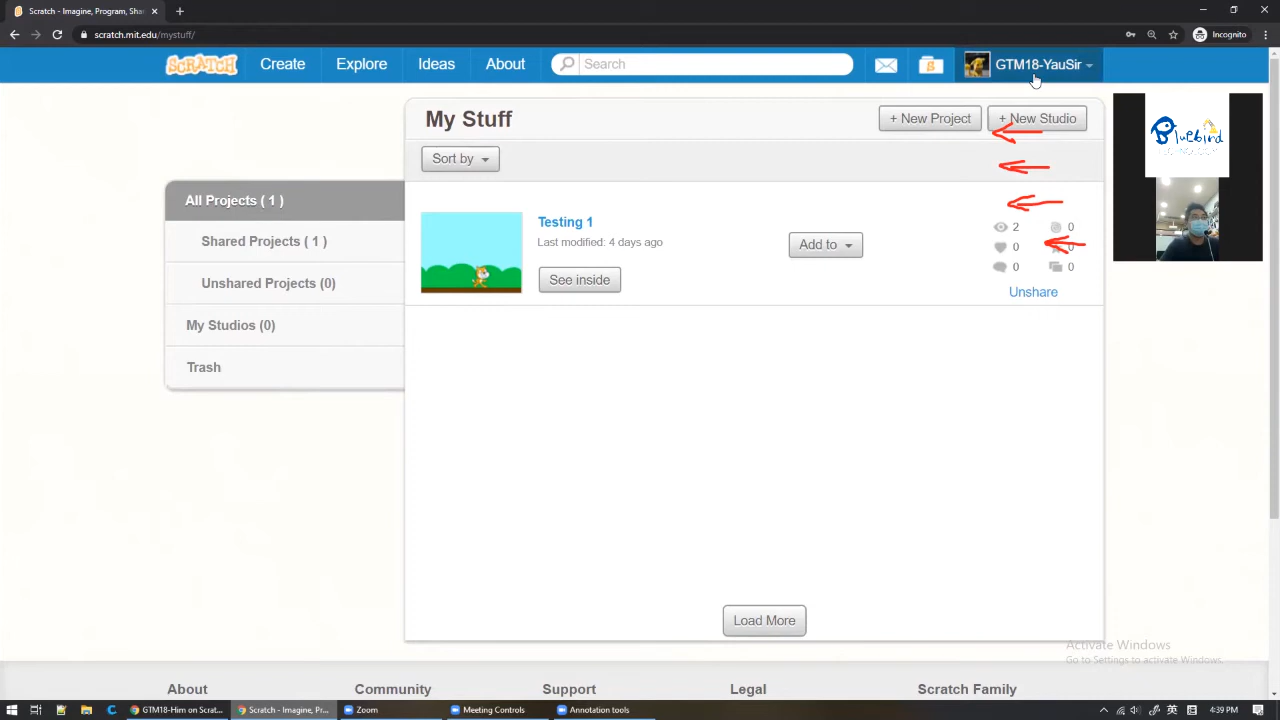 Scratch - Imagine, Program, Shar
scratch.mit.edu/mystuff/
Incognito
SCRATCH
Create
Explore
Ideas
About
Search
GTM18-YauSir
My Stuff
+ New Project
+ New Studio
Sort by
All Projects ( 1 )
Shared Projects ( 1 )
Unshared Projects (0)
My Studios (0)
Trash
Testing 1
Last modified: 4 days ago
See inside
Add to
2
0
0
0
0
0
Unshare
Bluebird
Load More
Activate Windows
Go to Settings to activate Windows.
About
Community
Support
Legal
Scratch Family
GTM18-Him on Scrat...
Scratch - Imagine, Pr...
Zoom
Meeting Controls
Annotation tools
英
4:39 PM